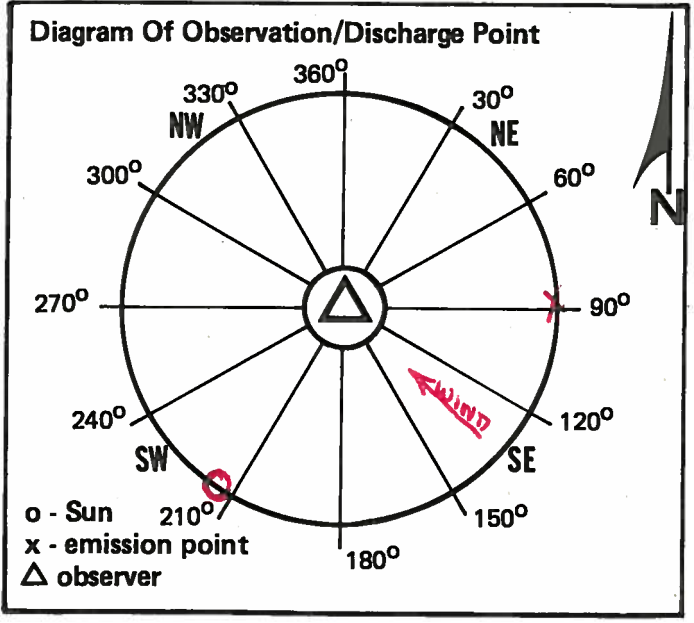 Diagram Of Observation/Discharge Point
360°
330°
30°
NW
NE
300°
60°
N
270°
90°
WIND
240°
120°
SW
SE
o - Sun
210°
150°
x - emission point
180°
△ observer